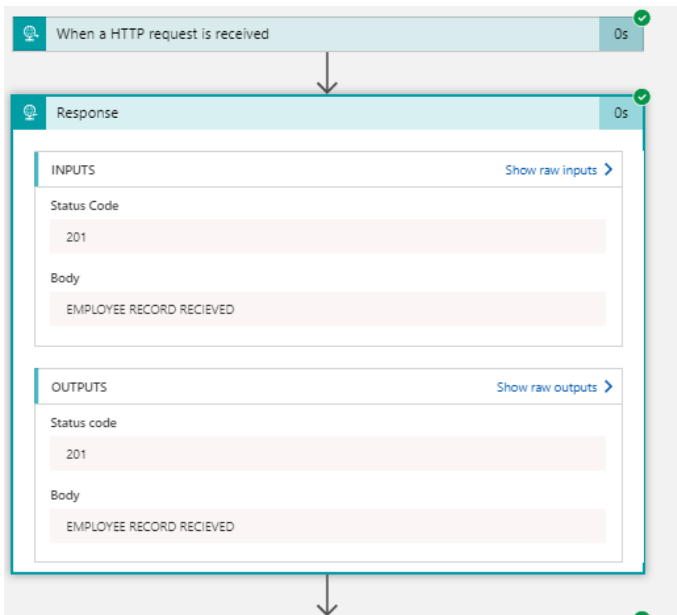 When a HTTP request is received 0s
Response 0s
INPUTS Show raw inputs
Status Code
201
Body
EMPLOYEE RECORD RECIEVED
OUTPUTS Show raw outputs
Status code
201
Body
EMPLOYEE RECORD RECIEVED